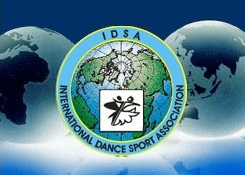 IDSA
INTERNATIONAL DANCE SPORT ASSOCIATION